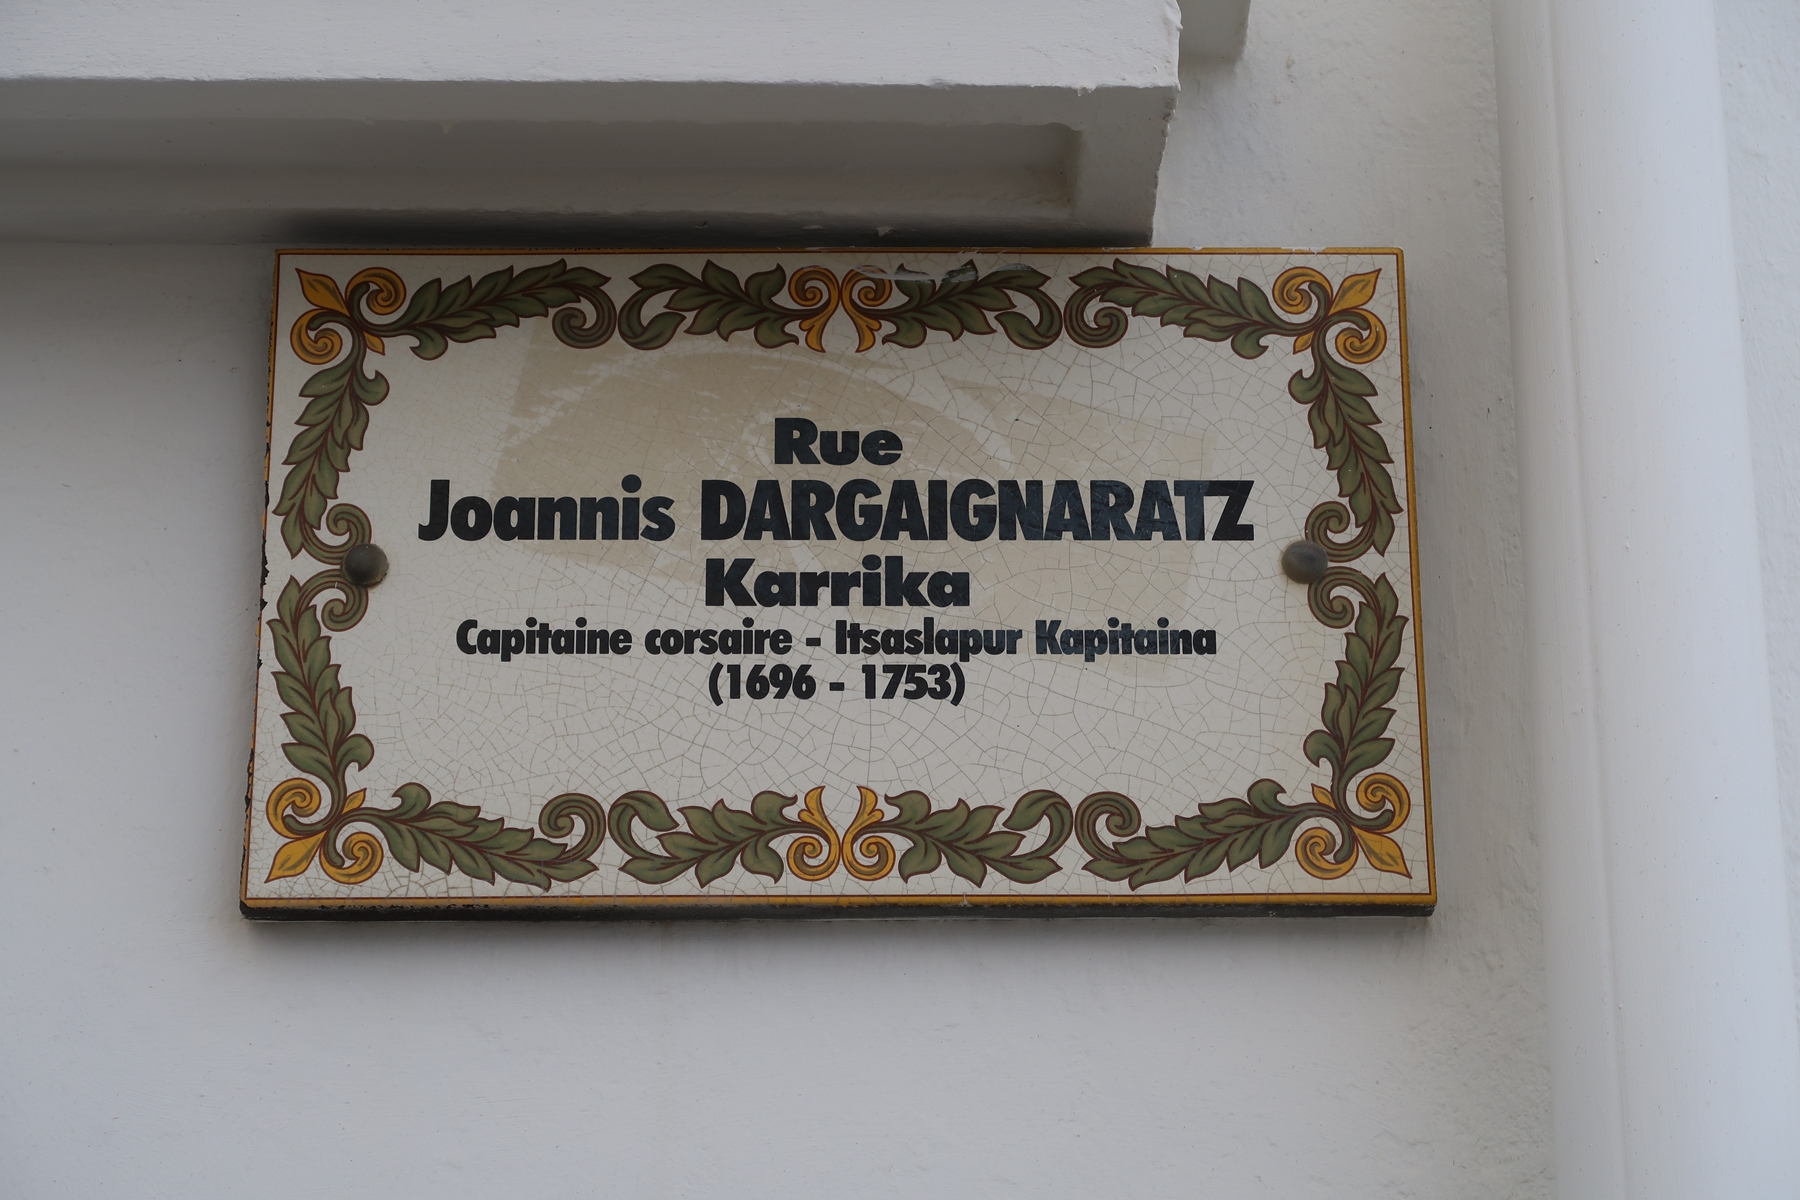 Rue
Joannis DARGAIGNARATZ
Karrika
Capitaine corsaire - Itsaslapur Kapitaina
(1696 - 1753)